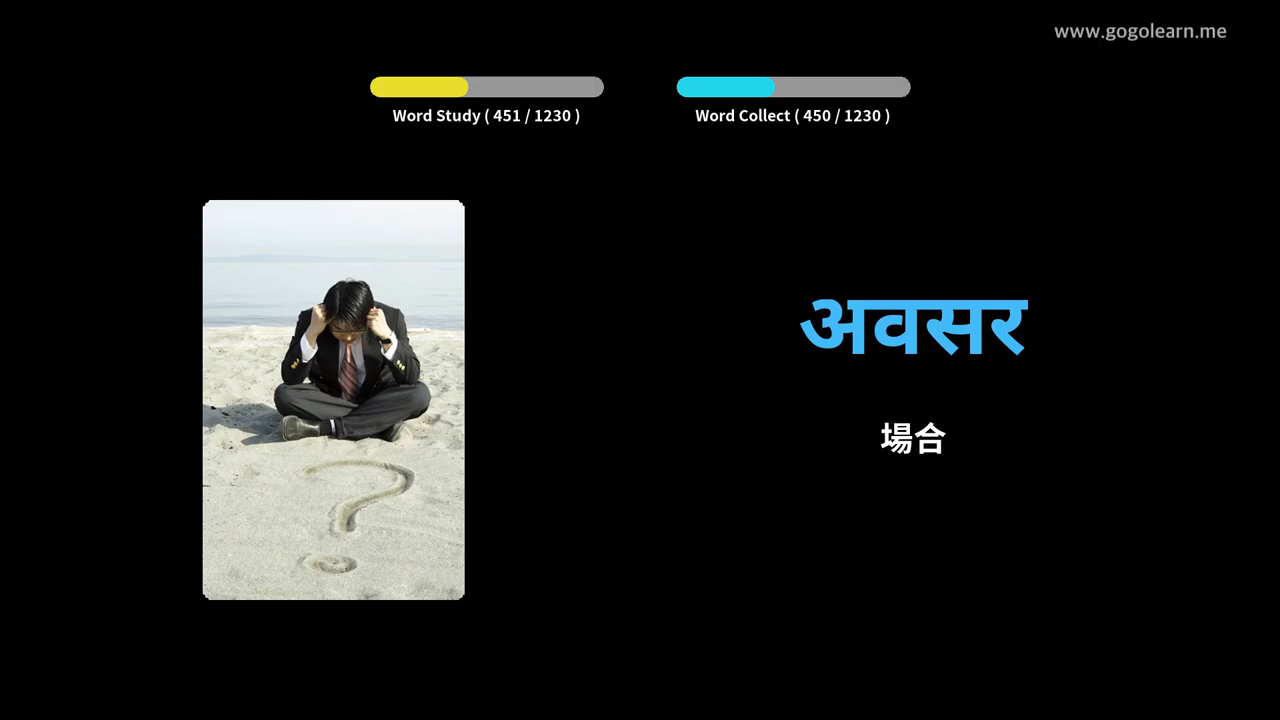 www.gogolearn.me
Word Study ( 451 / 1230 )
Word Collect ( 450 / 1230 )
अवसर
場合
?